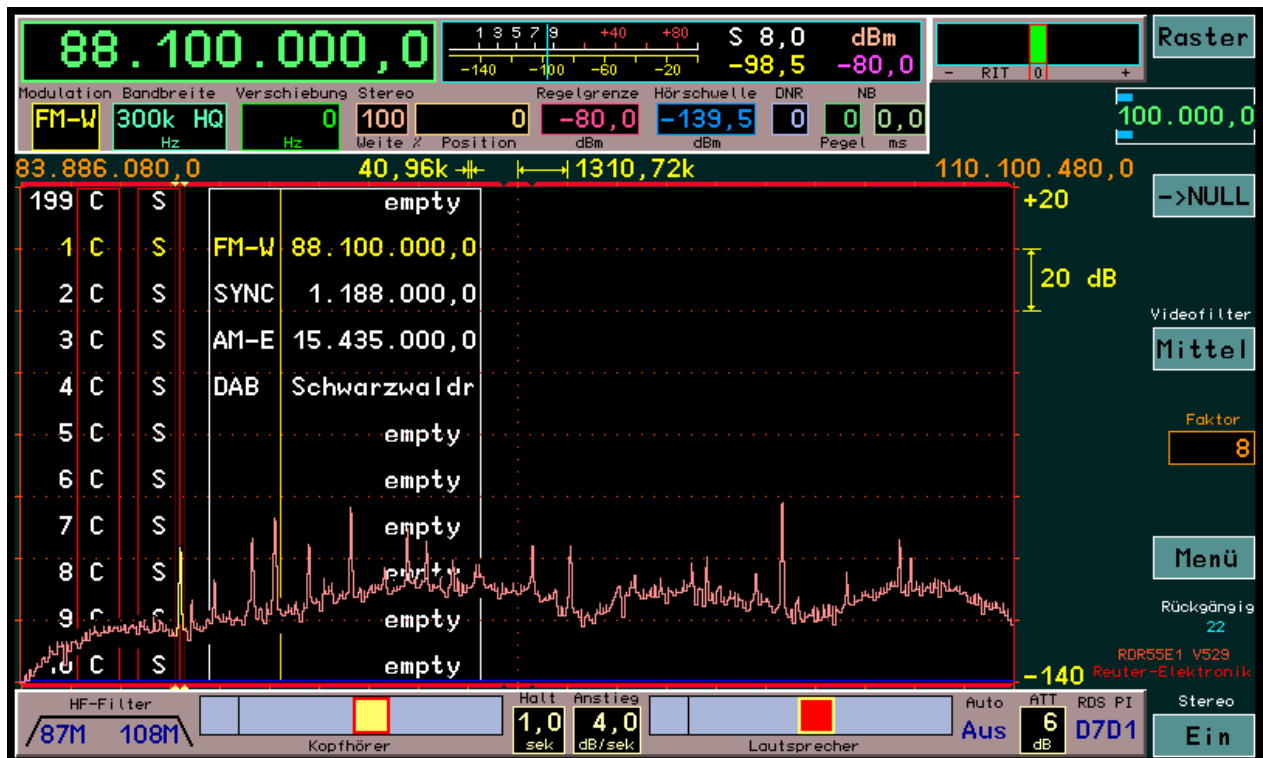 88.100.000,0
1 3 5 7 9 +40 +80
-140 -100 -60 -20
S 8,0 dBm
-98,5 -80,0
- RIT 0 +
Raster
Modulation Bandbreite Verschiebung Stereo Regelgrenze Hörschwelle DNR NB
FM-W 300k HQ 0 100 0 -80,0 -139,5 0 0 0,0
Hz Hz Weite % Position dBm dBm Pegel ms
100.000,0
83.886.080,0 40,96k 1310,72k 110.100.480,0
->NULL
199 C S empty
+20
1 C S FM-W 88.100.000,0
20 dB
2 C S SYNC 1.188.000,0
Videofilter
Mittel
3 C S AM-E 15.435.000,0
4 C S DAB Schwarzwaldr
5 C S empty
Faktor
8
6 C S empty
7 C S empty
8 C S empty
Menü
9 C S empty
Rückgängig
22
C S empty
RDR55E1 V529
-140 Reuter-Elektronik
HF-Filter
87M 108M
Kopfhörer
Halt Anstieg
1,0 4,0
sek dB/sek
Lautsprecher
Auto ATT RDS PI
Aus 6 D7D1
dB
Stereo
Ein